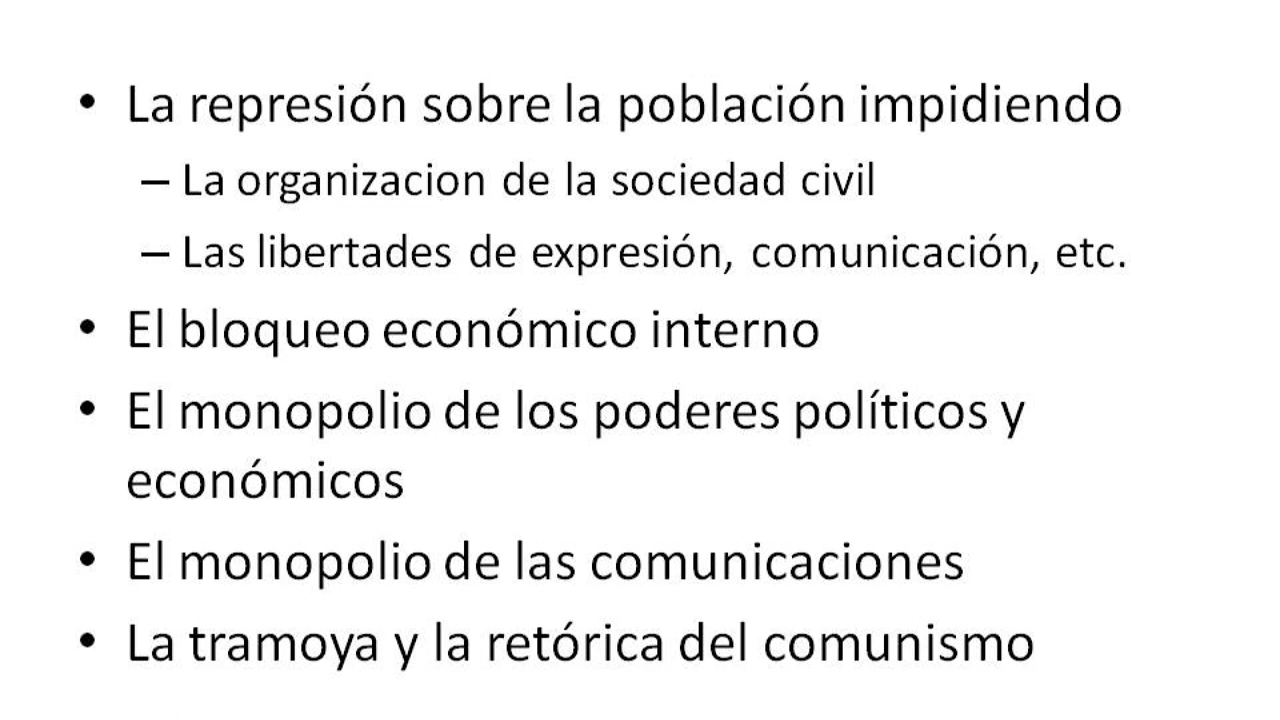 • La represión sobre la población impidiendo
– La organizacion de la sociedad civil
– Las libertades de expresión, comunicación, etc.
• El bloqueo económico interno
• El monopolio de los poderes políticos y
económicos
• El monopolio de las comunicaciones
• La tramoya y la retórica del comunismo